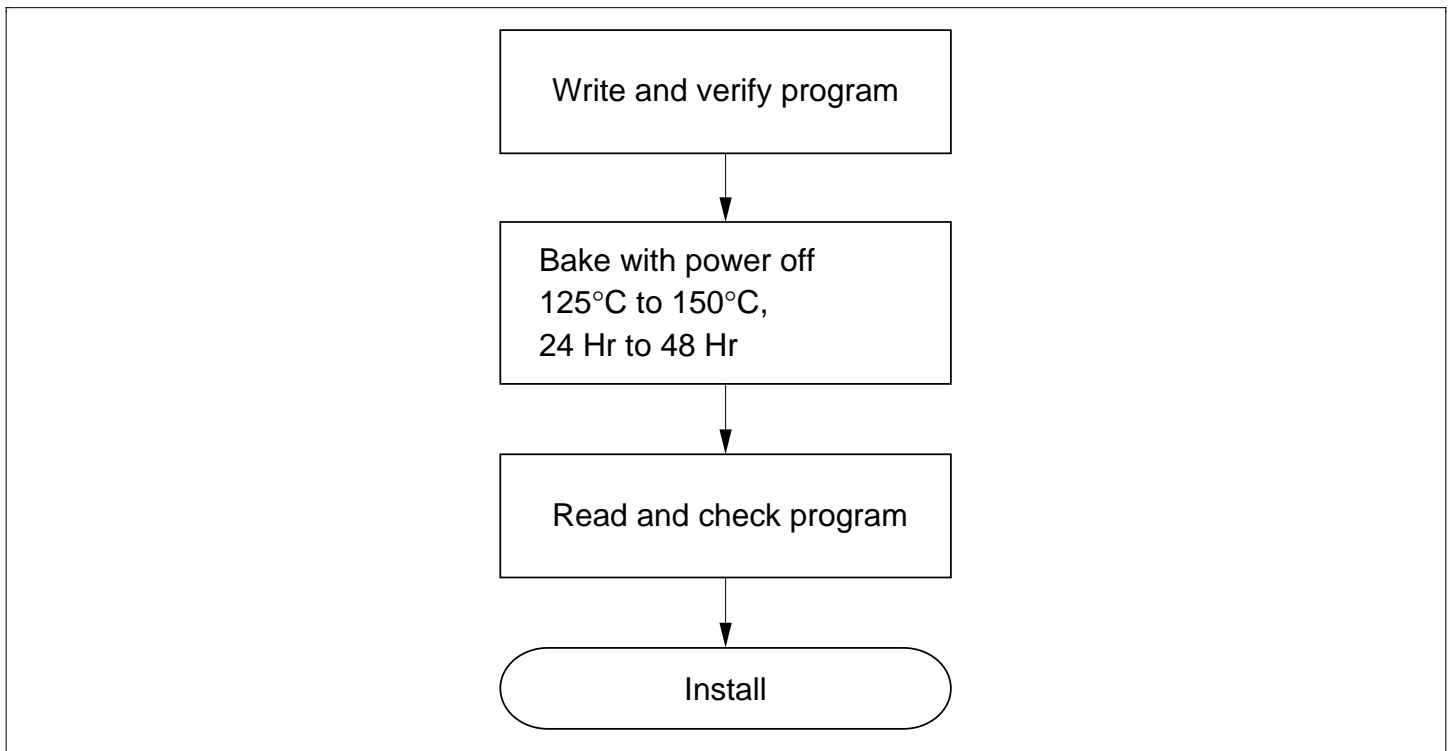 Write and verify program
Bake with power off
125°C to 150°C,
24 Hr to 48 Hr
Read and check program
Install